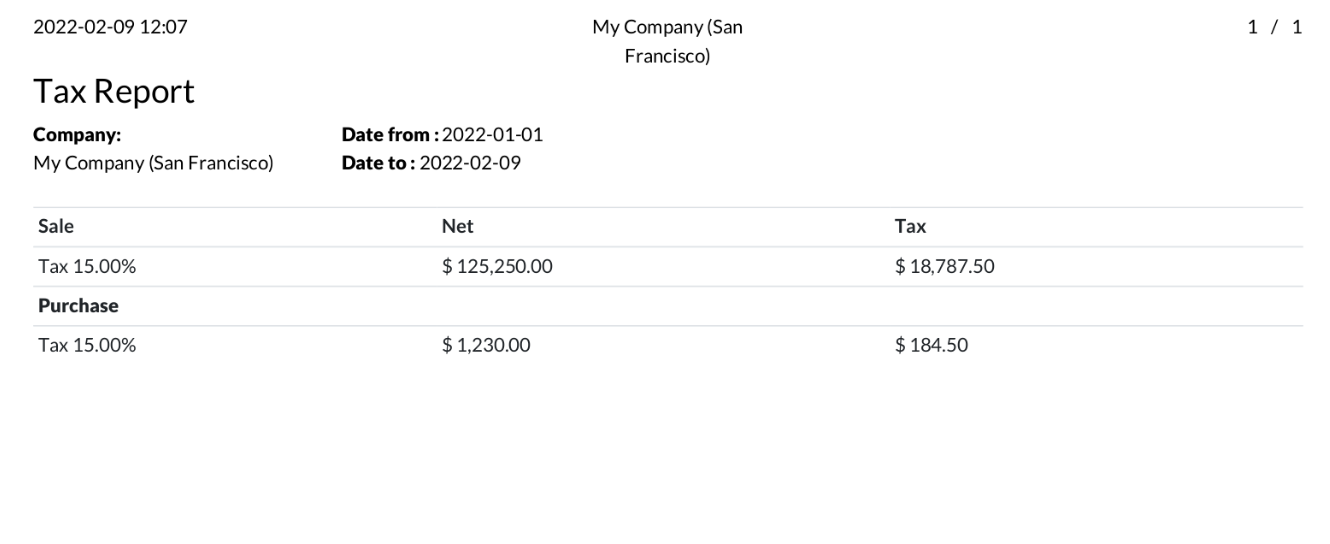 2022-02-09 12:07 My Company (San Francisco) 1 / 1
Tax Report
Company: Date from : 2022-01-01
My Company (San Francisco) Date to : 2022-02-09
Sale Net Tax
Tax 15.00% $ 125,250.00 $ 18,787.50
Purchase
Tax 15.00% $ 1,230.00 $ 184.50